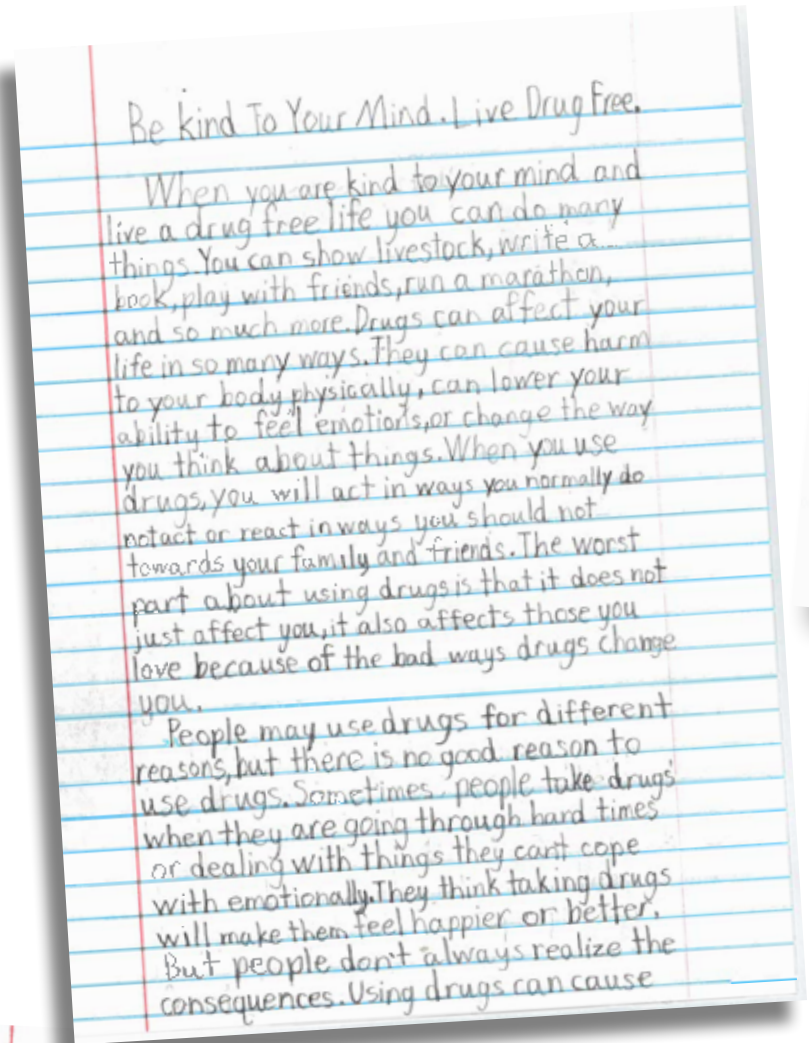 Be kind To Your Mind. Live Drug Free.
When you are kind to your mind and
live a drug free life you can do many
things. You can show livestock, write a
book, play with friends, run a marathon,
and so much more. Drugs can affect your
life in so many ways. They can cause harm
to your body physically, can lower your
ability to feel emotions, or change the way
you think about things. When you use
drugs, you will act in ways you normally do
not act or react in ways you should not
towards your family and friends. The worst
part about using drugs is that it does not
just affect you, it also affects those you
love because of the bad ways drugs change
you.
People may use drugs for different
reasons, but there is no good reason to
use drugs. Sometimes people take drugs
when they are going through hard times
or dealing with things they can't cope
with emotionally. They think taking drugs
will make them feel happier or better.
But people don't always realize the
consequences. Using drugs can cause